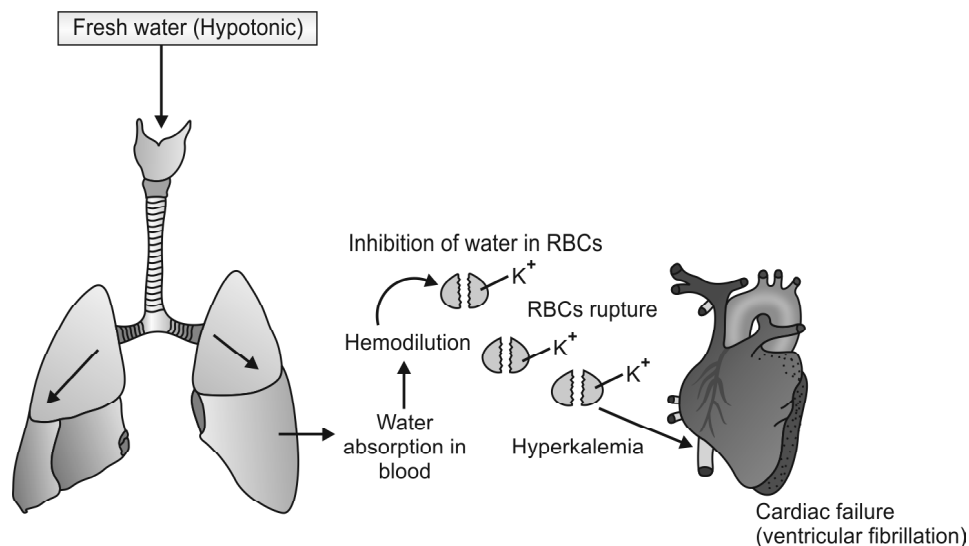 Fresh water (Hypotonic)
Inhibition of water in RBCs
K+
RBCs rupture
Hemodilution
K+
K+
Water
absorption in
blood
Hyperkalemia
Cardiac failure
(ventricular fibrillation)